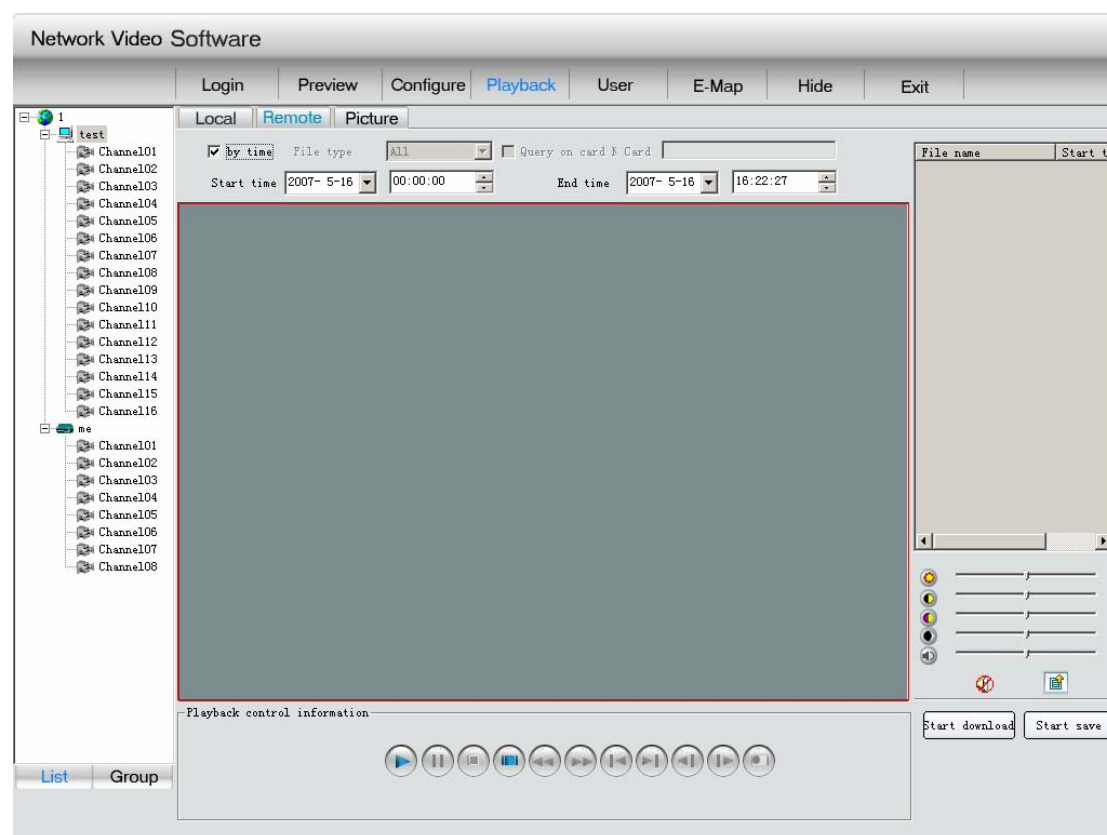 Network Video Software
Login Preview Configure Playback User E-Map Hide Exit
Local Remote Picture
by time File type All Query on card № Card
Start time 2007- 5-16 00:00:00 End time 2007- 5-16 16:22:27
File name Start t
1
test
Channel01
Channel02
Channel03
Channel04
Channel05
Channel06
Channel07
Channel08
Channel09
Channel10
Channel11
Channel12
Channel13
Channel14
Channel15
Channel16
me
Channel01
Channel02
Channel03
Channel04
Channel05
Channel06
Channel07
Channel08
Playback control information
Start download Start save
List Group